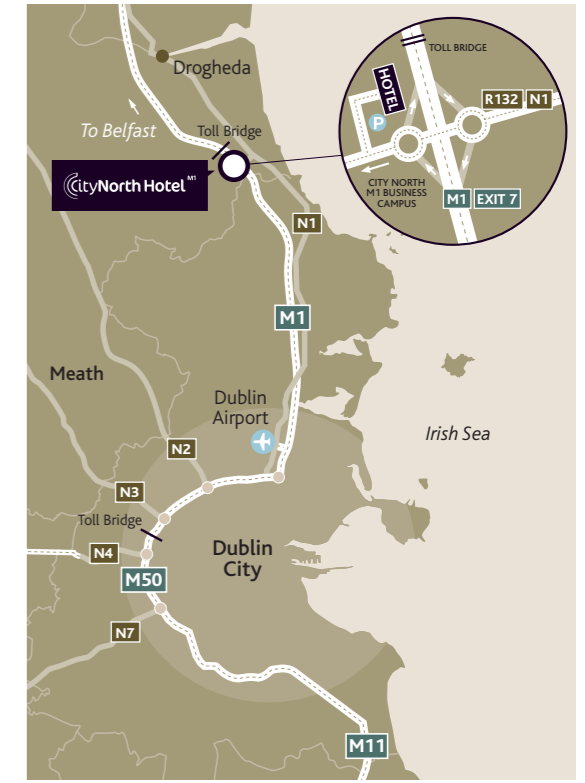 Drogheda
To Belfast
Toll Bridge
CityNorth Hotel M1
TOLL BRIDGE
HOTEL
P
R132 N1
CITY NORTH
M1 BUSINESS
CAMPUS
M1 EXIT 7
N1
M1
Meath
Dublin
Airport
Irish Sea
N2
N3
Toll Bridge
N4
Dublin
City
M50
N7
M11